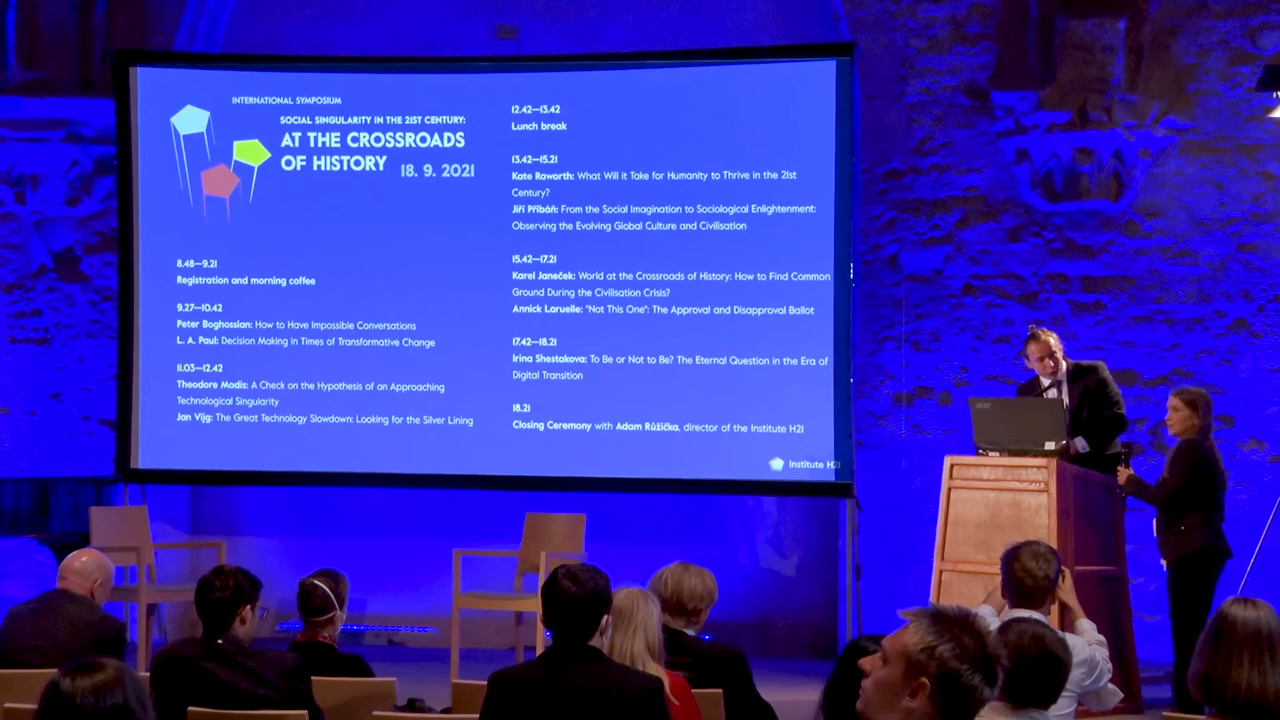 INTERNATIONAL SYMPOSIUM
SOCIAL SINGULARITY IN THE 21ST CENTURY:
AT THE CROSSROADS
OF HISTORY 18. 9. 2021
8.48—9.21
Registration and morning coffee
9.27—10.42
Peter Boghossian: How to Have Impossible Conversations
L. A. Paul: Decision Making in Times of Transformative Change
11.03—12.42
Theodore Modis: A Check on the Hypothesis of an Approaching
Technological Singularity
Jan Vijg: The Great Technology Slowdown: Looking for the Silver Lining
12.42—13.42
Lunch break
13.42—15.21
Kate Raworth: What Will it Take for Humanity to Thrive in the 21st
Century?
Jiří Přibáň: From the Social Imagination to Sociological Enlightenment:
Observing the Evolving Global Culture and Civilisation
15.42—17.21
Karel Janeček: World at the Crossroads of History: How to Find Common
Ground During the Civilisation Crisis?
Annick Laruelle: "Not This One": The Approval and Disapproval Ballot
17.42—18.21
Irina Shestakova: To Be or Not to Be? The Eternal Question in the Era of
Digital Transition
18.21
Closing Ceremony with Adam Růžička, director of the Institute H21
Institute H21
acer